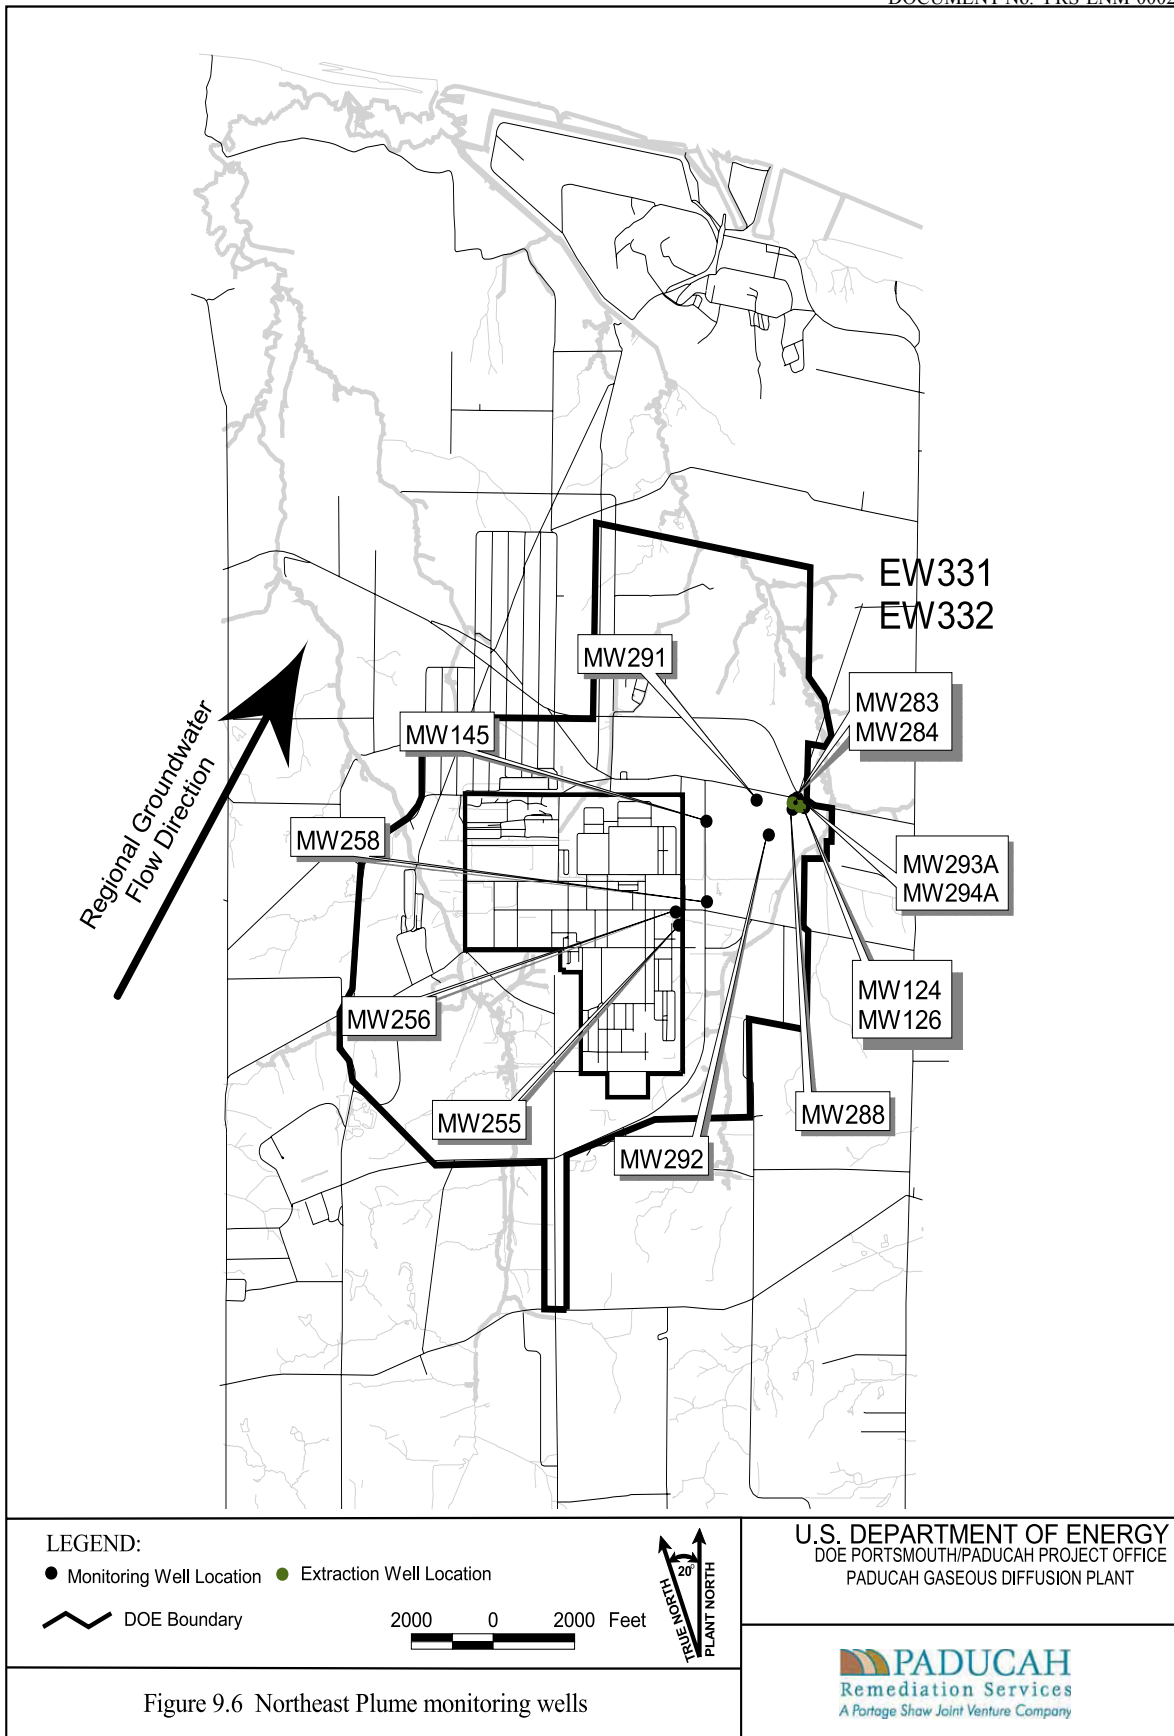 EW331
EW332
MW291
MW283
MW284
MW145
Regional Groundwater
Flow Direction
MW258
MW293A
MW294A
MW124
MW126
MW256
MW255
MW288
MW292
LEGEND:
Monitoring Well Location
Extraction Well Location
DOE Boundary
2000 0 2000 Feet
20°
TRUE NORTH
PLANT NORTH
U.S. DEPARTMENT OF ENERGY
DOE PORTSMOUTH/PADUCAH PROJECT OFFICE
PADUCAH GASEOUS DIFFUSION PLANT
Figure 9.6 Northeast Plume monitoring wells
PADUCAH
Remediation Services
A Portage Shaw Joint Venture Company